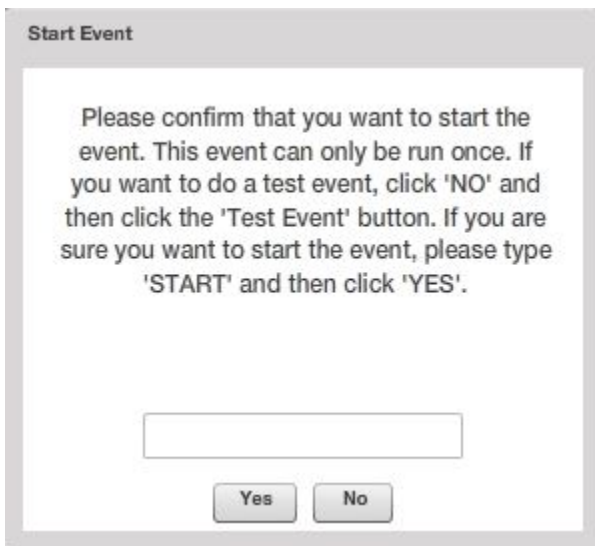 Start Event
Please confirm that you want to start the
event. This event can only be run once. If
you want to do a test event, click 'NO' and
then click the 'Test Event' button. If you are
sure you want to start the event, please type
'START' and then click 'YES'.
Yes No